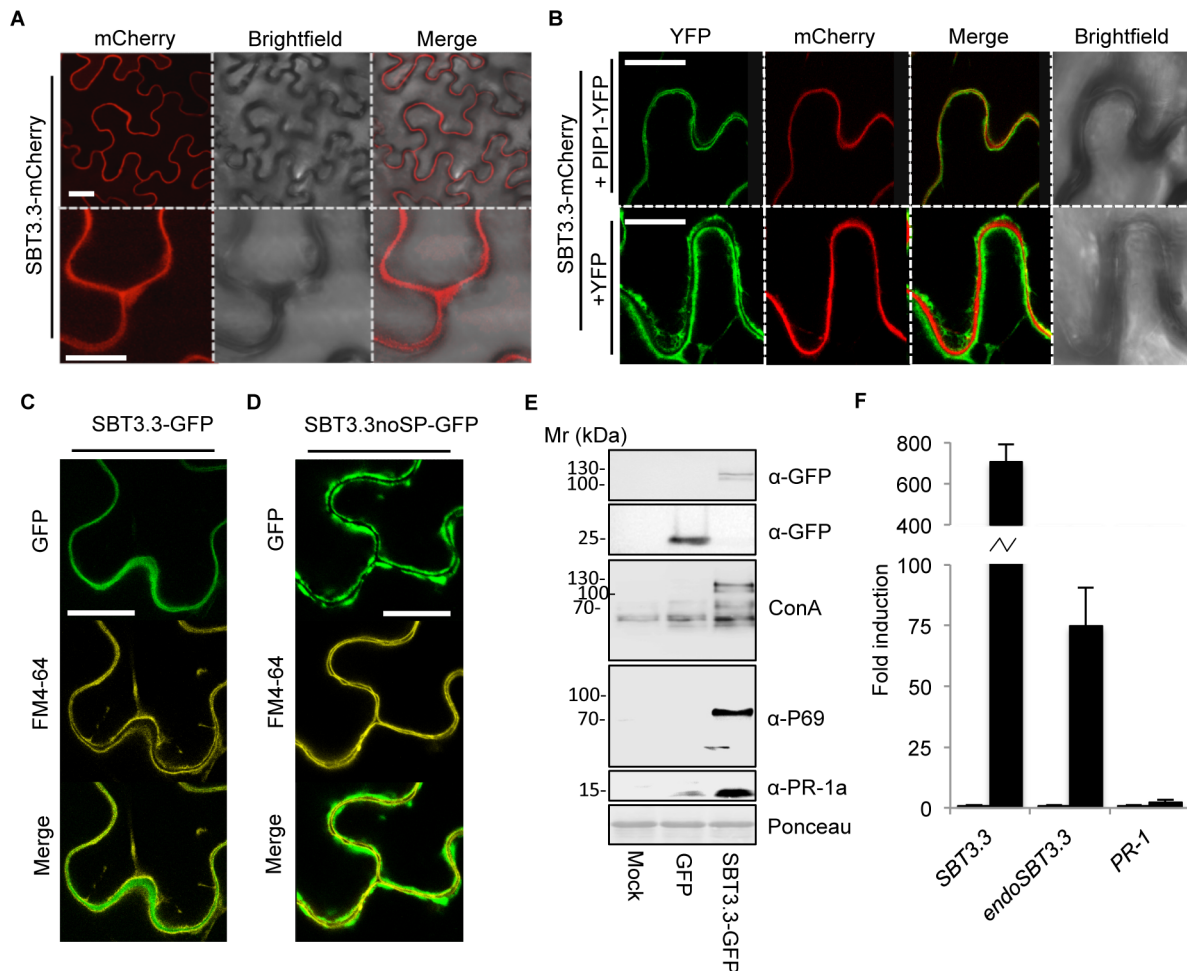 A
mCherry Brightfield Merge
SBT3.3-mCherry
B
YFP mCherry Merge Brightfield
SBT3.3-mCherry
+ PIP1-YFP
+YFP
C
SBT3.3-GFP
GFP
FM4-64
Merge
D
SBT3.3noSP-GFP
GFP
FM4-64
Merge
E
Mr (kDa)
130-
100-
α-GFP
25-
α-GFP
130-
100
70-
ConA
100-
70-
α-P69
15-
α-PR-1a
Ponceau
Mock
GFP
SBT3.3-GFP
F
Fold induction
800
600
400
100
75
50
25
0
SBT3.3
endoSBT3.3
PR-1